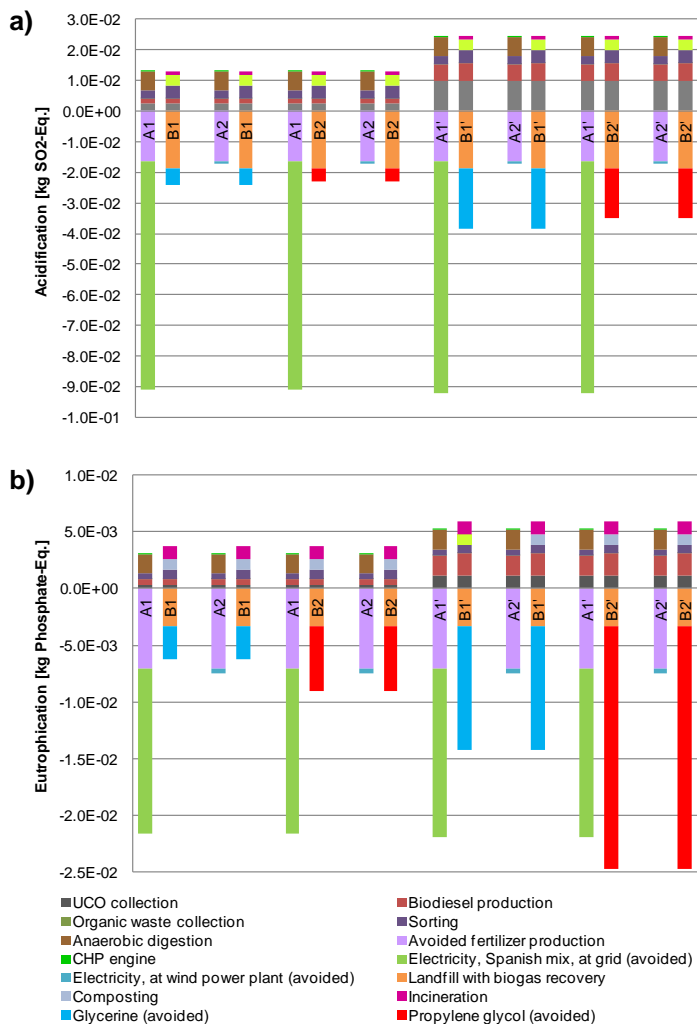 a)
Acidification [kg SO2-Eq.]
3.0E-02
2.0E-02
1.0E-02
0.0E+00
-1.0E-02
-2.0E-02
-3.0E-02
-4.0E-02
-5.0E-02
-6.0E-02
-7.0E-02
-8.0E-02
-9.0E-02
-1.0E-01
A1 B1 A2 B1 A1 B2 A2 B2 A1' B1' A2' B1' A1' B2' A2' B2'
b)
Eutrophication [kg Phosphate-Eq.]
1.0E-02
5.0E-03
0.0E+00
-5.0E-03
-1.0E-02
-1.5E-02
-2.0E-02
-2.5E-02
A1 B1 A2 B1 A1 B2 A2 B2 A1' B1' A2' B1' A1' B2' A2' B2'
UCO collection Biodiesel production
Organic waste collection Sorting
Anaerobic digestion Avoided fertilizer production
CHP engine Electricity, Spanish mix, at grid (avoided)
Electricity, at wind power plant (avoided) Landfill with biogas recovery
Composting Incineration
Glycerine (avoided) Propylene glycol (avoided)